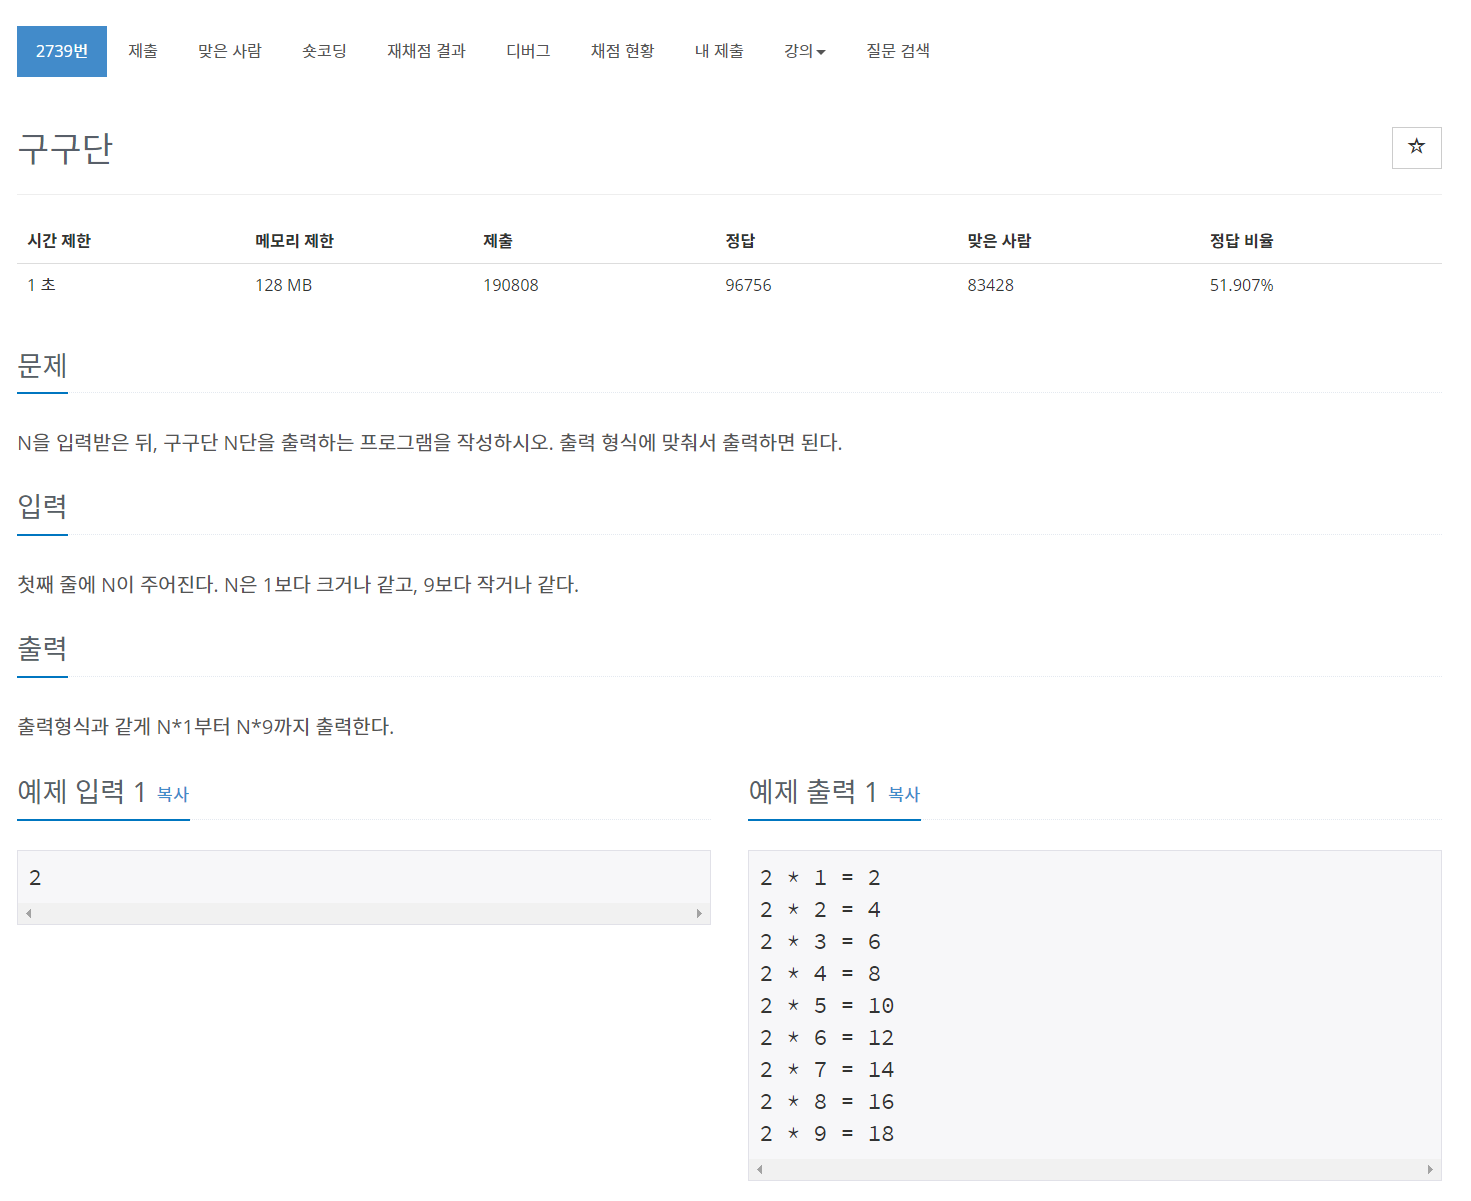 2739번 제출 맞은 사람 숏코딩 재채점 결과 디버그 채점 현황 내 제출 강의 질문 검색
구구단
시간 제한 메모리 제한 제출 정답 맞은 사람 정답 비율
1 초 128 MB 190808 96756 83428 51.907%
문제
N을 입력받은 뒤, 구구단 N단을 출력하는 프로그램을 작성하시오. 출력 형식에 맞춰서 출력하면 된다.
입력
첫째 줄에 N이 주어진다. N은 1보다 크거나 같고, 9보다 작거나 같다.
출력
출력형식과 같게 N*1부터 N*9까지 출력한다.
예제 입력 1 복사
2
예제 출력 1 복사
2 * 1 = 2
2 * 2 = 4
2 * 3 = 6
2 * 4 = 8
2 * 5 = 10
2 * 6 = 12
2 * 7 = 14
2 * 8 = 16
2 * 9 = 18